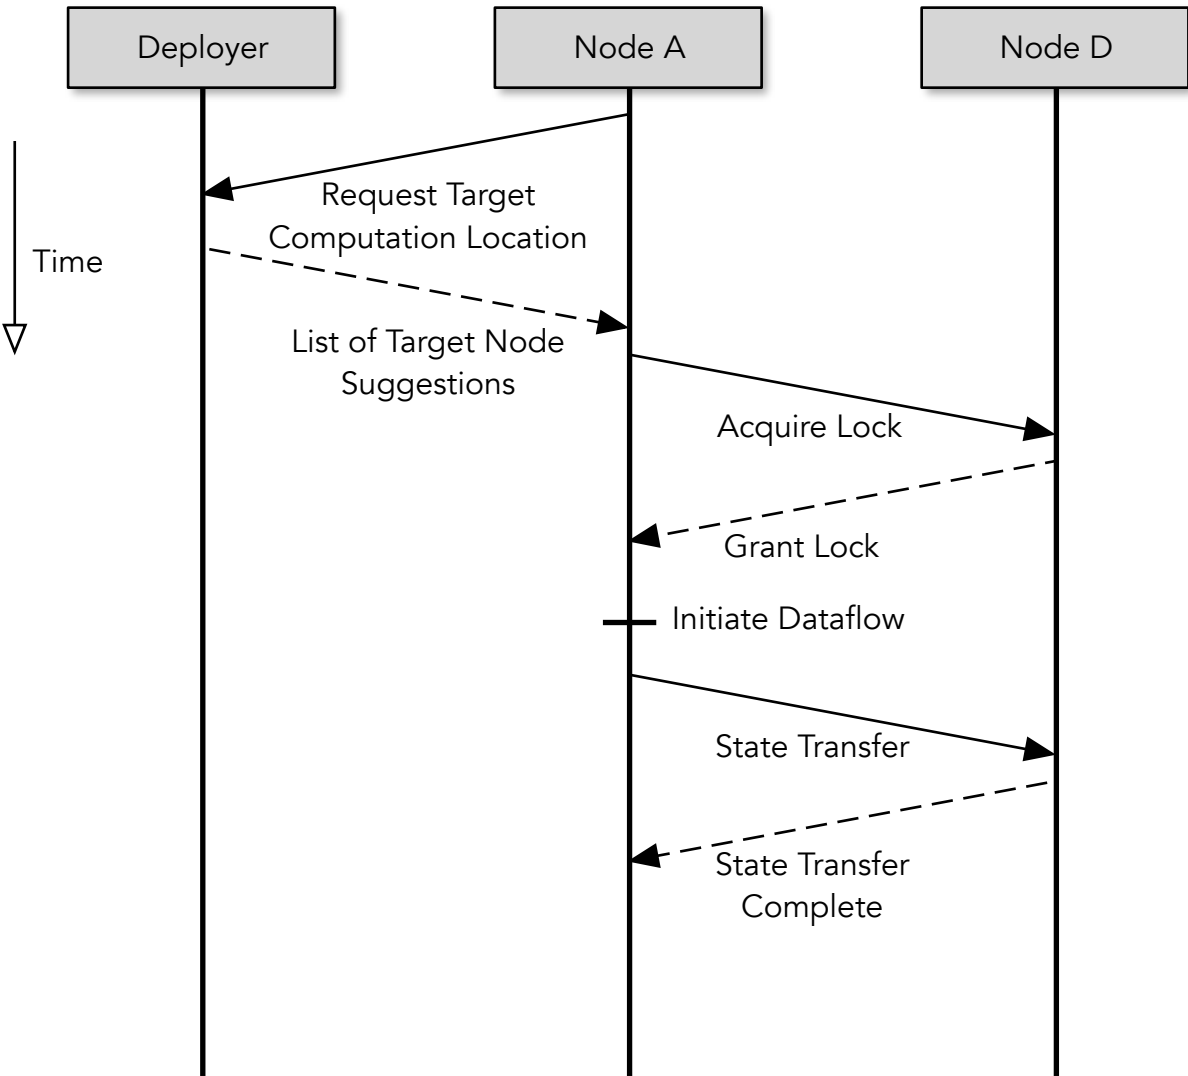 Deployer
Node A
Node D
Request Target
Computation Location
Time
List of Target Node
Suggestions
Acquire Lock
Grant Lock
Initiate Dataflow
State Transfer
State Transfer
Complete